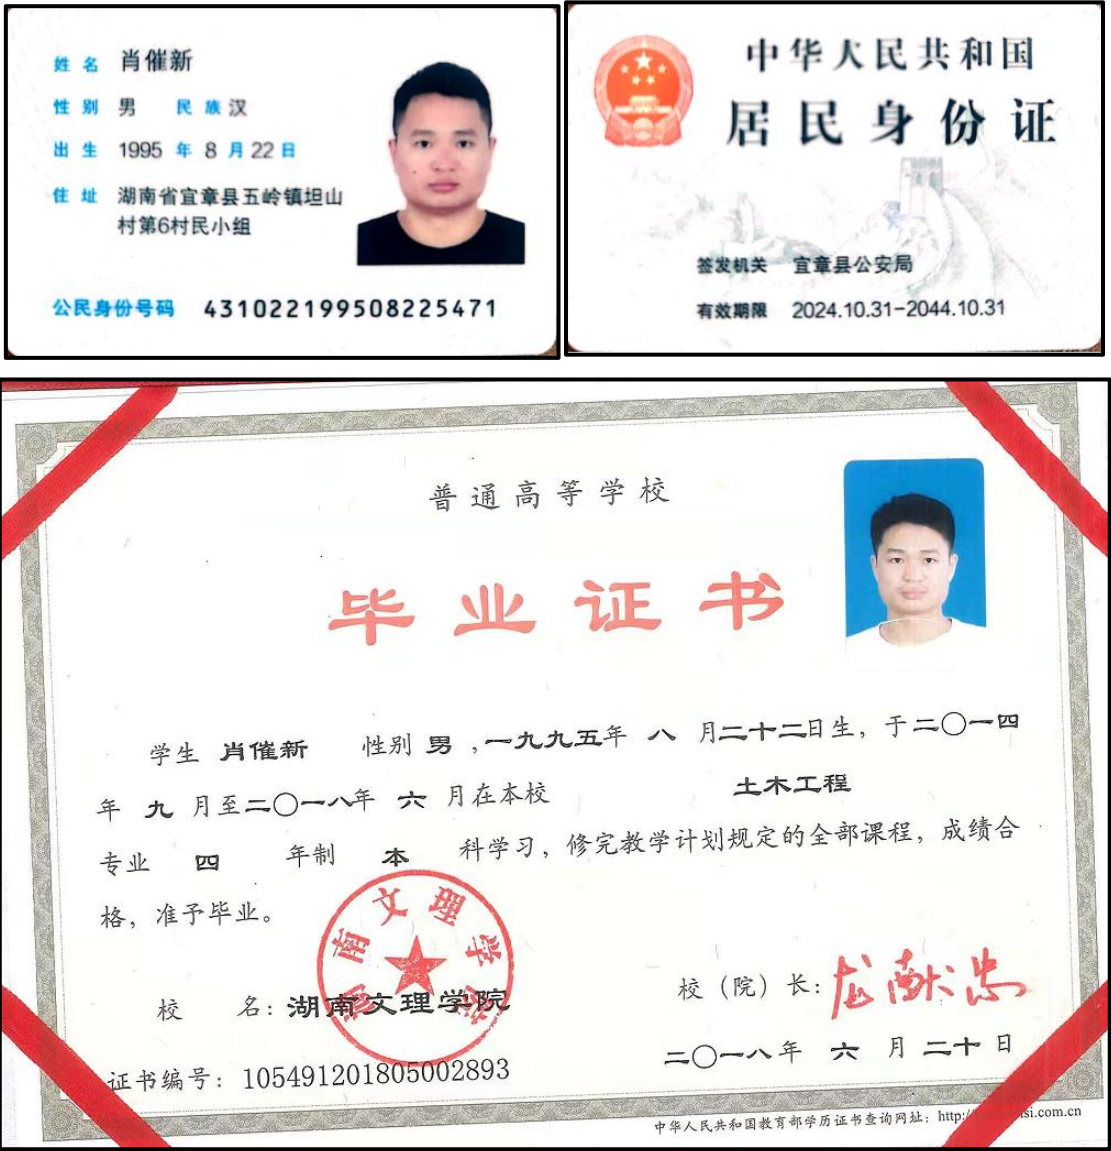 姓名 肖催新
性别 男 民族 汉
出生 1995 年 8 月 22 日
住址 湖南省宜章县五岭镇坦山
村第6村民小组
公民身份号码 431022199508225471
中华人民共和国
居民身份证
签发机关 宜章县公安局
有效期限 2024.10.31-2044.10.31
普通高等学校
毕业证书
学生 肖催新 性别 男 ,一九九五年 八 月二十二日生，于二〇一四
年 九 月至二〇一八年 六 月在本校 土木工程
专业 四 年制 本 科学习，修完教学计划规定的全部课程，成绩合
格，准予毕业。
湖南文理学院
校 名：湖南文理学院
校（院）长：龙献忠
二〇一八年 六 月 二十日
证书编号：105491201805002893
中华人民共和国教育部学历证书查询网址：http:/ si.com.cn